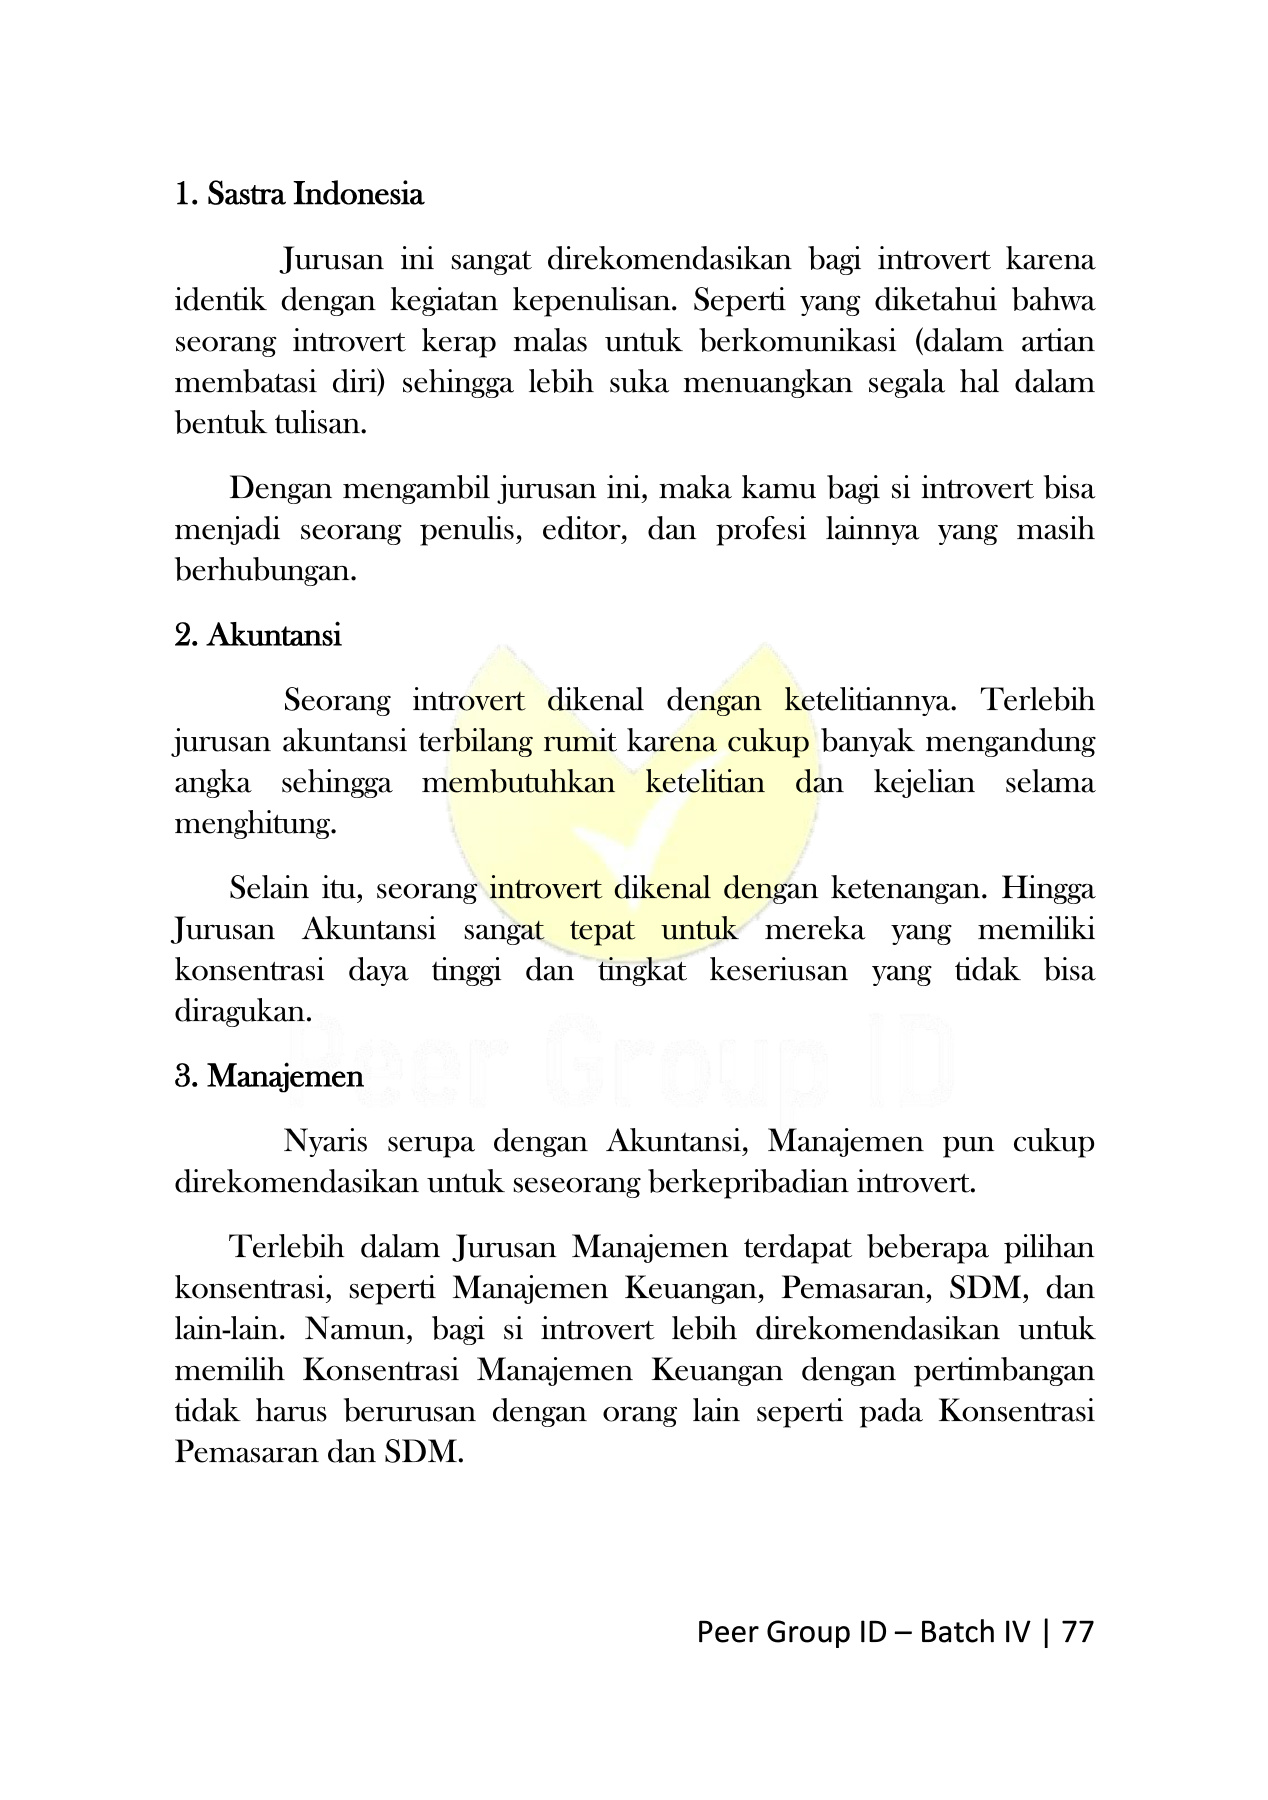 1. Sastra Indonesia
Jurusan ini sangat direkomendasikan bagi introvert karena
identik dengan kegiatan kepenulisan. Seperti yang diketahui bahwa
seorang introvert kerap malas untuk berkomunikasi (dalam artian
membatasi diri) sehingga lebih suka menuangkan segala hal dalam
bentuk tulisan.
Dengan mengambil jurusan ini, maka kamu bagi si introvert bisa
menjadi seorang penulis, editor, dan profesi lainnya yang masih
berhubungan.
2. Akuntansi
Seorang introvert dikenal dengan ketelitiannya. Terlebih
jurusan akuntansi terbilang rumit karena cukup banyak mengandung
angka sehingga membutuhkan ketelitian dan kejelian selama
menghitung.
Selain itu, seorang introvert dikenal dengan ketenangan. Hingga
Jurusan Akuntansi sangat tepat untuk mereka yang memiliki
konsentrasi daya tinggi dan tingkat keseriusan yang tidak bisa
diragukan.
Peer Group ID
3. Manajemen
Nyaris serupa dengan Akuntansi, Manajemen pun cukup
direkomendasikan untuk seseorang berkepribadian introvert.
Terlebih dalam Jurusan Manajemen terdapat beberapa pilihan
konsentrasi, seperti Manajemen Keuangan, Pemasaran, SDM, dan
lain-lain. Namun, bagi si introvert lebih direkomendasikan untuk
memilih Konsentrasi Manajemen Keuangan dengan pertimbangan
tidak harus berurusan dengan orang lain seperti pada Konsentrasi
Pemasaran dan SDM.
Peer Group ID – Batch IV | 77